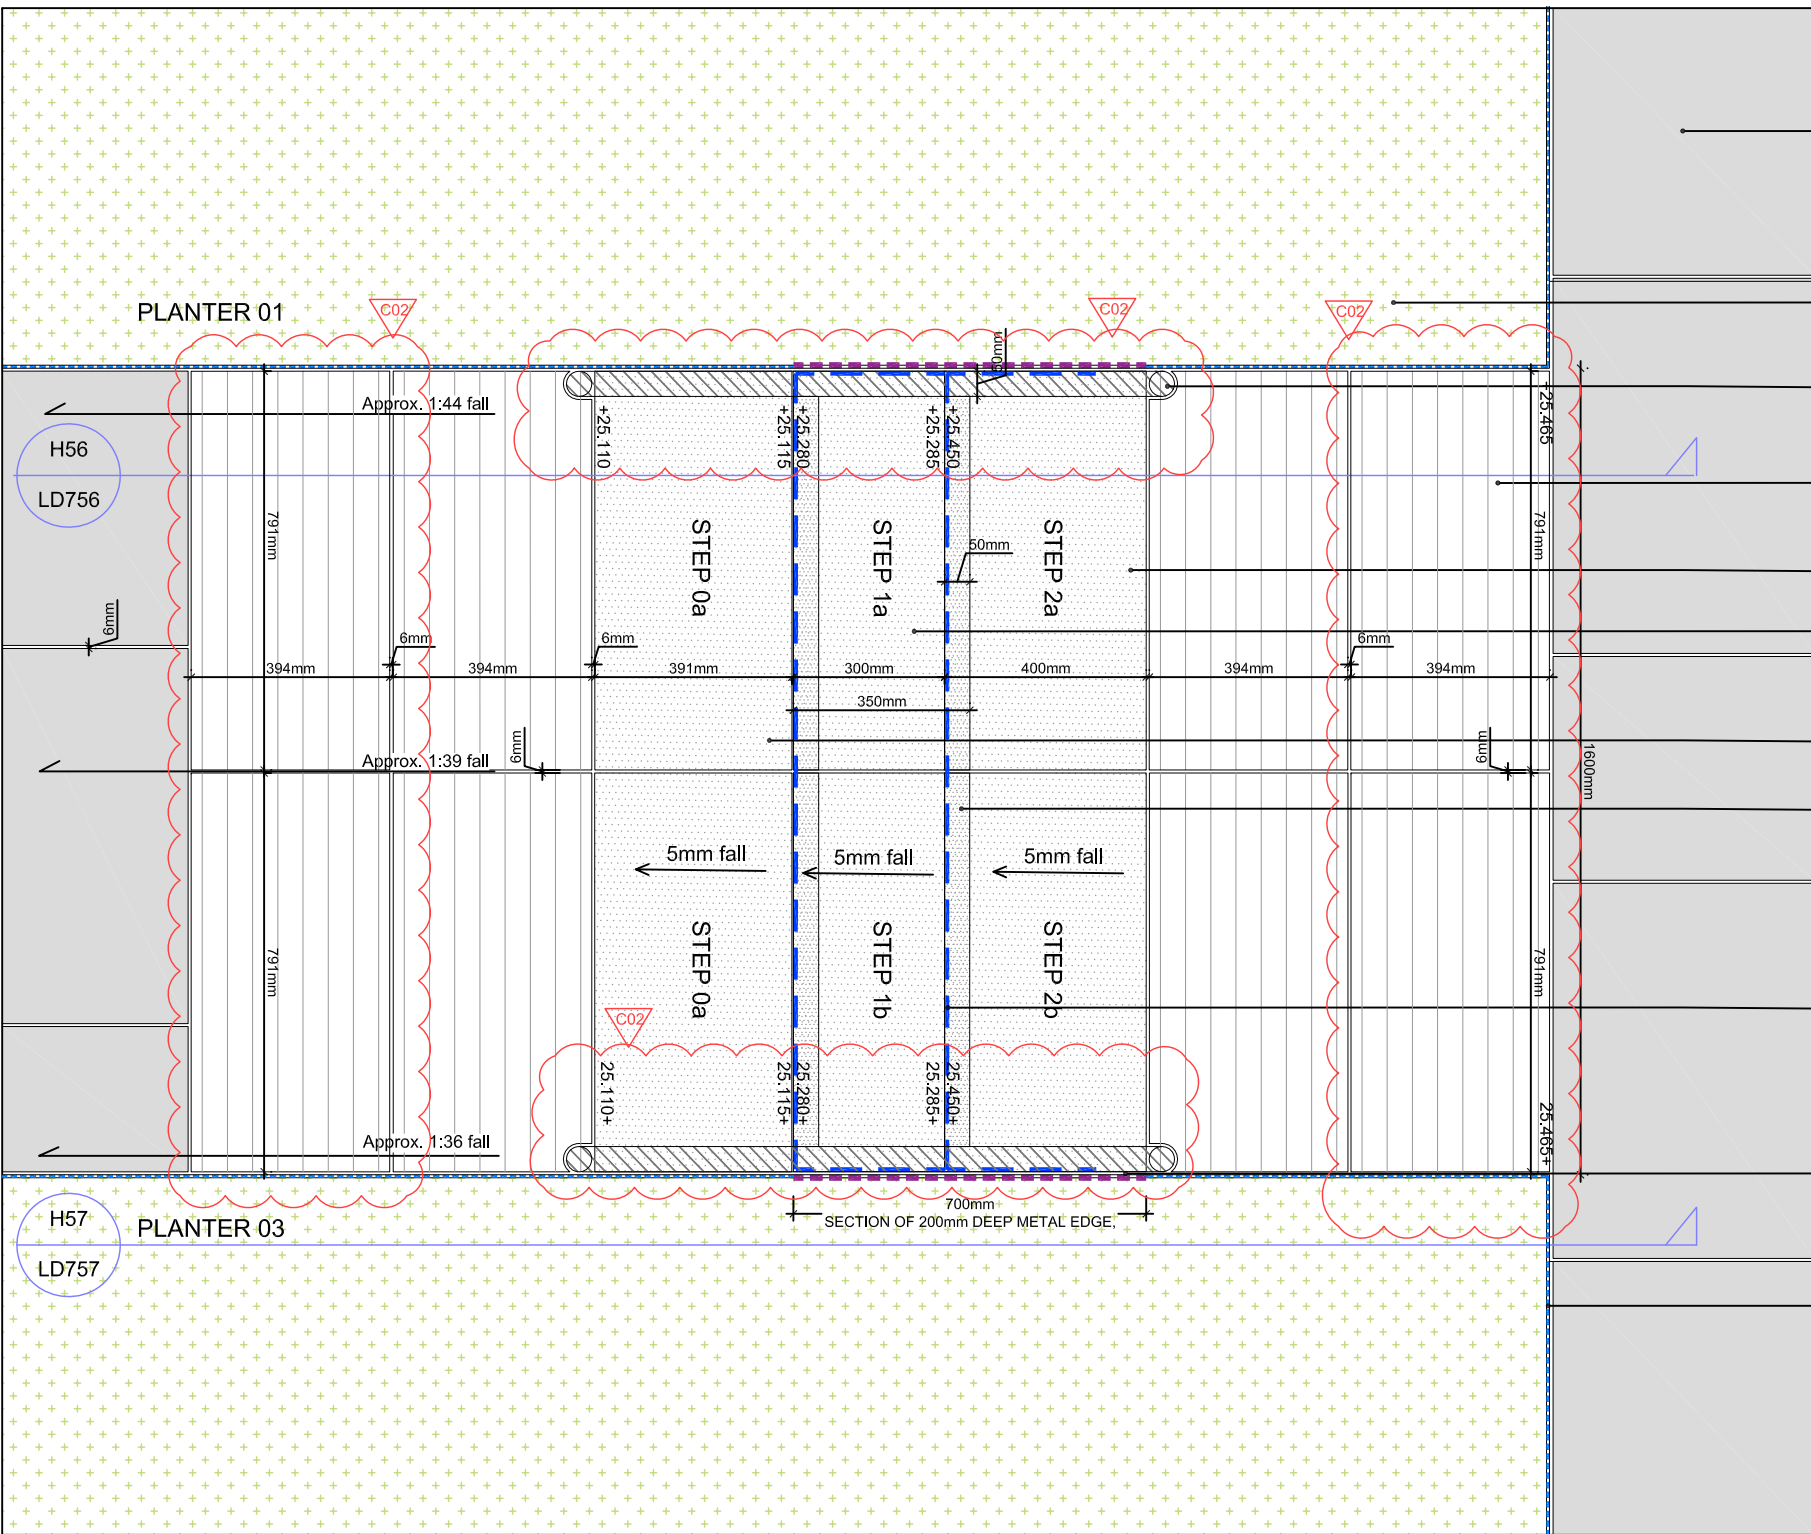 PLANTER 01
C02
C02
C02
Approx. 1:44 fall
H56
LD756
+25.110
+25.115
+25.280
+25.285
+25.450
+25.465
791mm
791mm
STEP 0a
STEP 1a
STEP 2a
50mm
6mm
6mm
6mm
6mm
394mm
394mm
391mm
300mm
400mm
394mm
394mm
350mm
Approx. 1:39 fall
6mm
6mm
1600mm
5mm fall
5mm fall
5mm fall
STEP 0a
STEP 1b
STEP 2b
791mm
791mm
C02
25.110+
25.115+
25.280+
25.285+
25.450+
25.465+
Approx. 1:36 fall
700mm
SECTION OF 200mm DEEP METAL EDGE,
H57
LD757
PLANTER 03